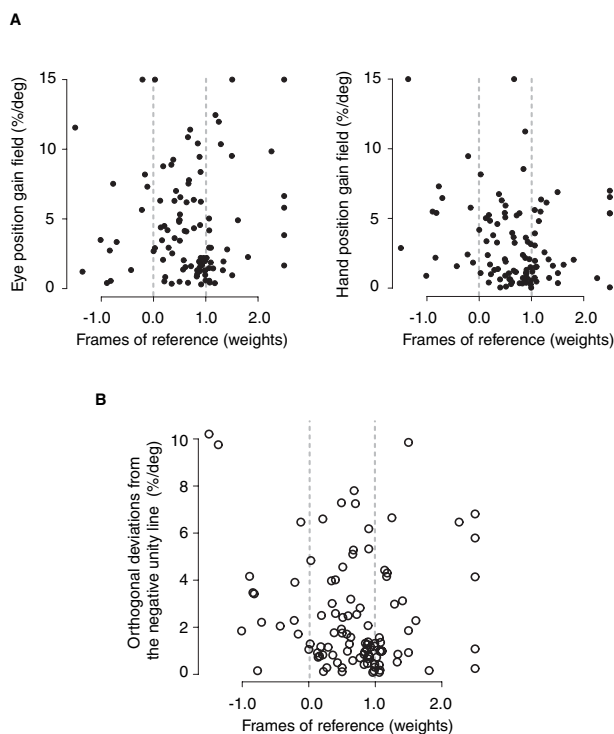 A
Eye position gain field (%/deg)
15
10
5
0
-1.0 0.0 1.0 2.0
Frames of reference (weights)
Hand position gain field (%/deg)
15
10
5
0
-1.0 0.0 1.0 2.0
Frames of reference (weights)
B
Orthogonal deviations from
the negative unity line (%/deg)
10
8
6
4
2
0
-1.0 0.0 1.0 2.0
Frames of reference (weights)